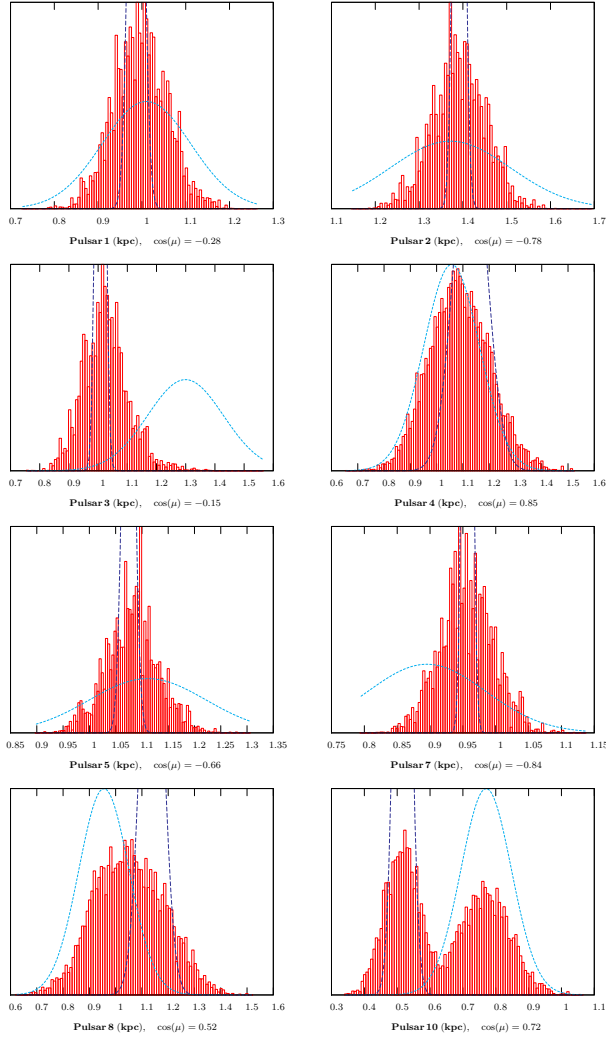 0.7 0.8 0.9 1 1.1 1.2 1.3
Pulsar 1 (kpc), cos(μ) = −0.28
1.1 1.2 1.3 1.4 1.5 1.6 1.7
Pulsar 2 (kpc), cos(μ) = −0.78
0.7 0.8 0.9 1 1.1 1.2 1.3 1.4 1.5 1.6
Pulsar 3 (kpc), cos(μ) = −0.15
0.6 0.7 0.8 0.9 1 1.1 1.2 1.3 1.4 1.5 1.6
Pulsar 4 (kpc), cos(μ) = 0.85
0.85 0.9 0.95 1 1.05 1.1 1.15 1.2 1.25 1.3 1.35
Pulsar 5 (kpc), cos(μ) = −0.66
0.75 0.8 0.85 0.9 0.95 1 1.05 1.1 1.15
Pulsar 7 (kpc), cos(μ) = −0.84
0.6 0.7 0.8 0.9 1 1.1 1.2 1.3 1.4 1.5 1.6
Pulsar 8 (kpc), cos(μ) = 0.52
0.3 0.4 0.5 0.6 0.7 0.8 0.9 1 1.1
Pulsar 10 (kpc), cos(μ) = 0.72